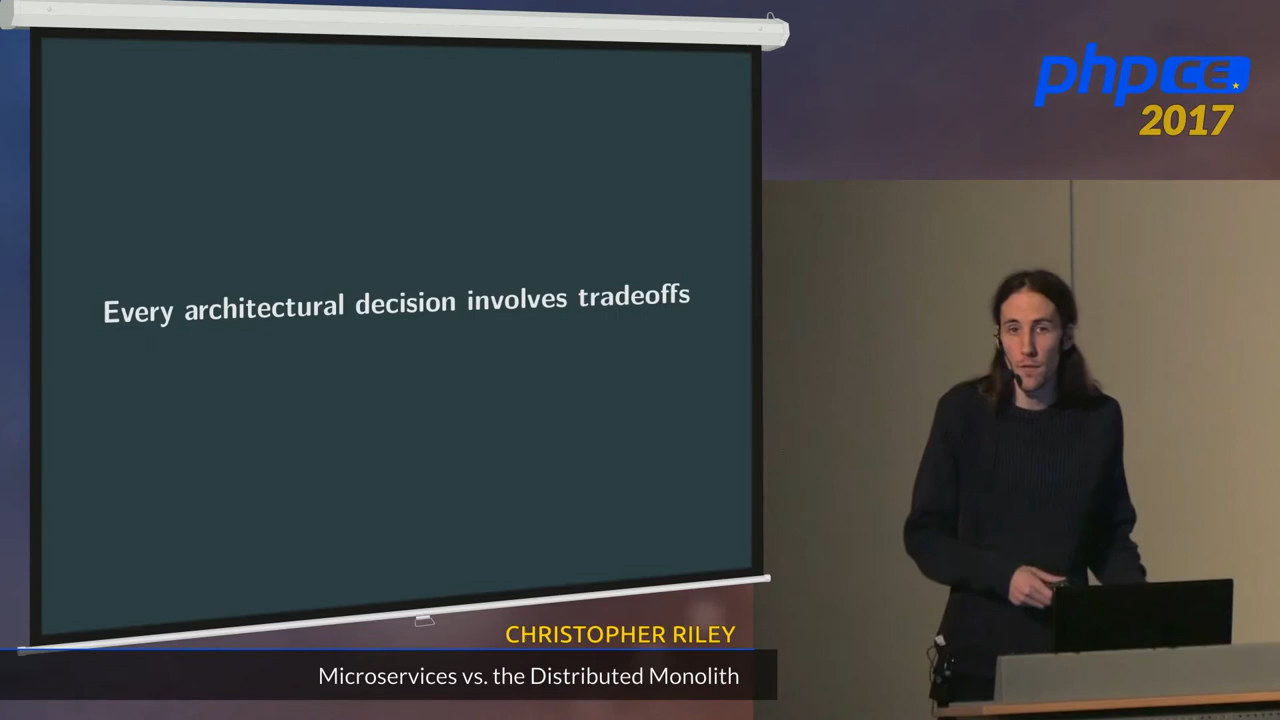 Every architectural decision involves tradeoffs
phpCE
2017
CHRISTOPHER RILEY
Microservices vs. the Distributed Monolith